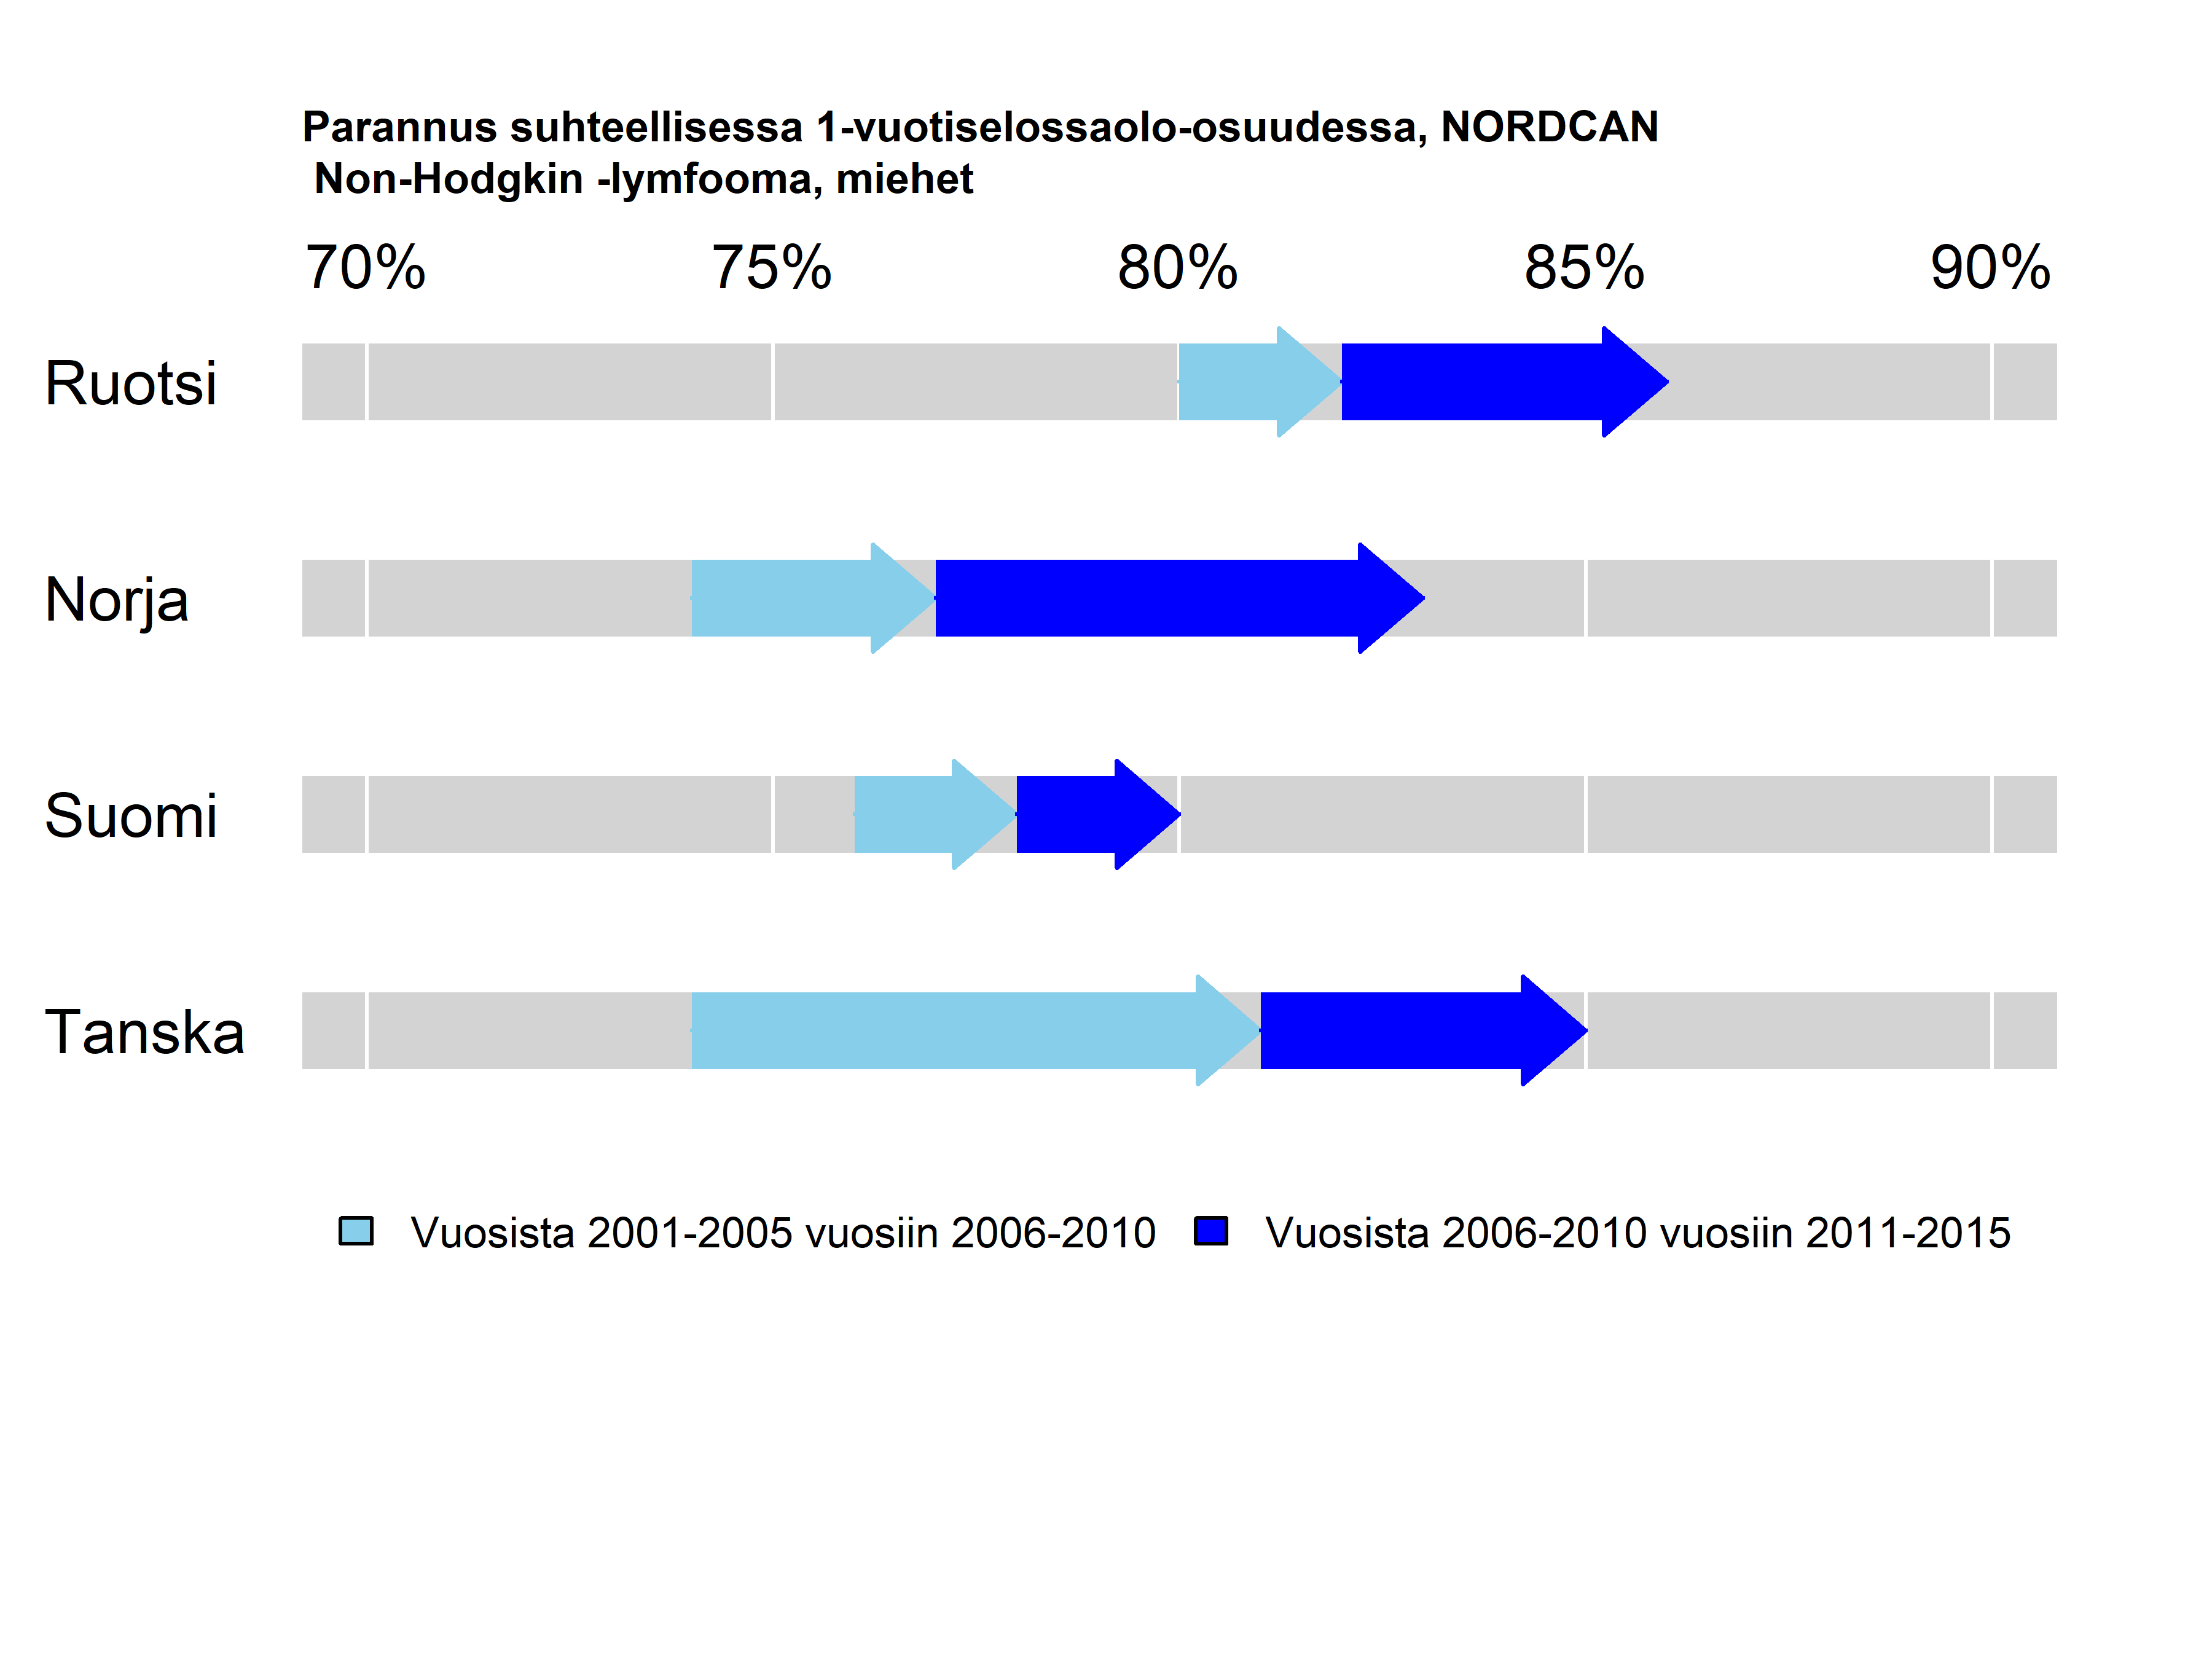 Parannus suhteellisessa 1-vuotiselossaolo-osuudessa, NORDCAN
Non-Hodgkin -lymfooma, miehet
70% 75% 80% 85% 90%
Ruotsi
Norja
Suomi
Tanska
Vuosista 2001-2005 vuosiin 2006-2010 Vuosista 2006-2010 vuosiin 2011-2015